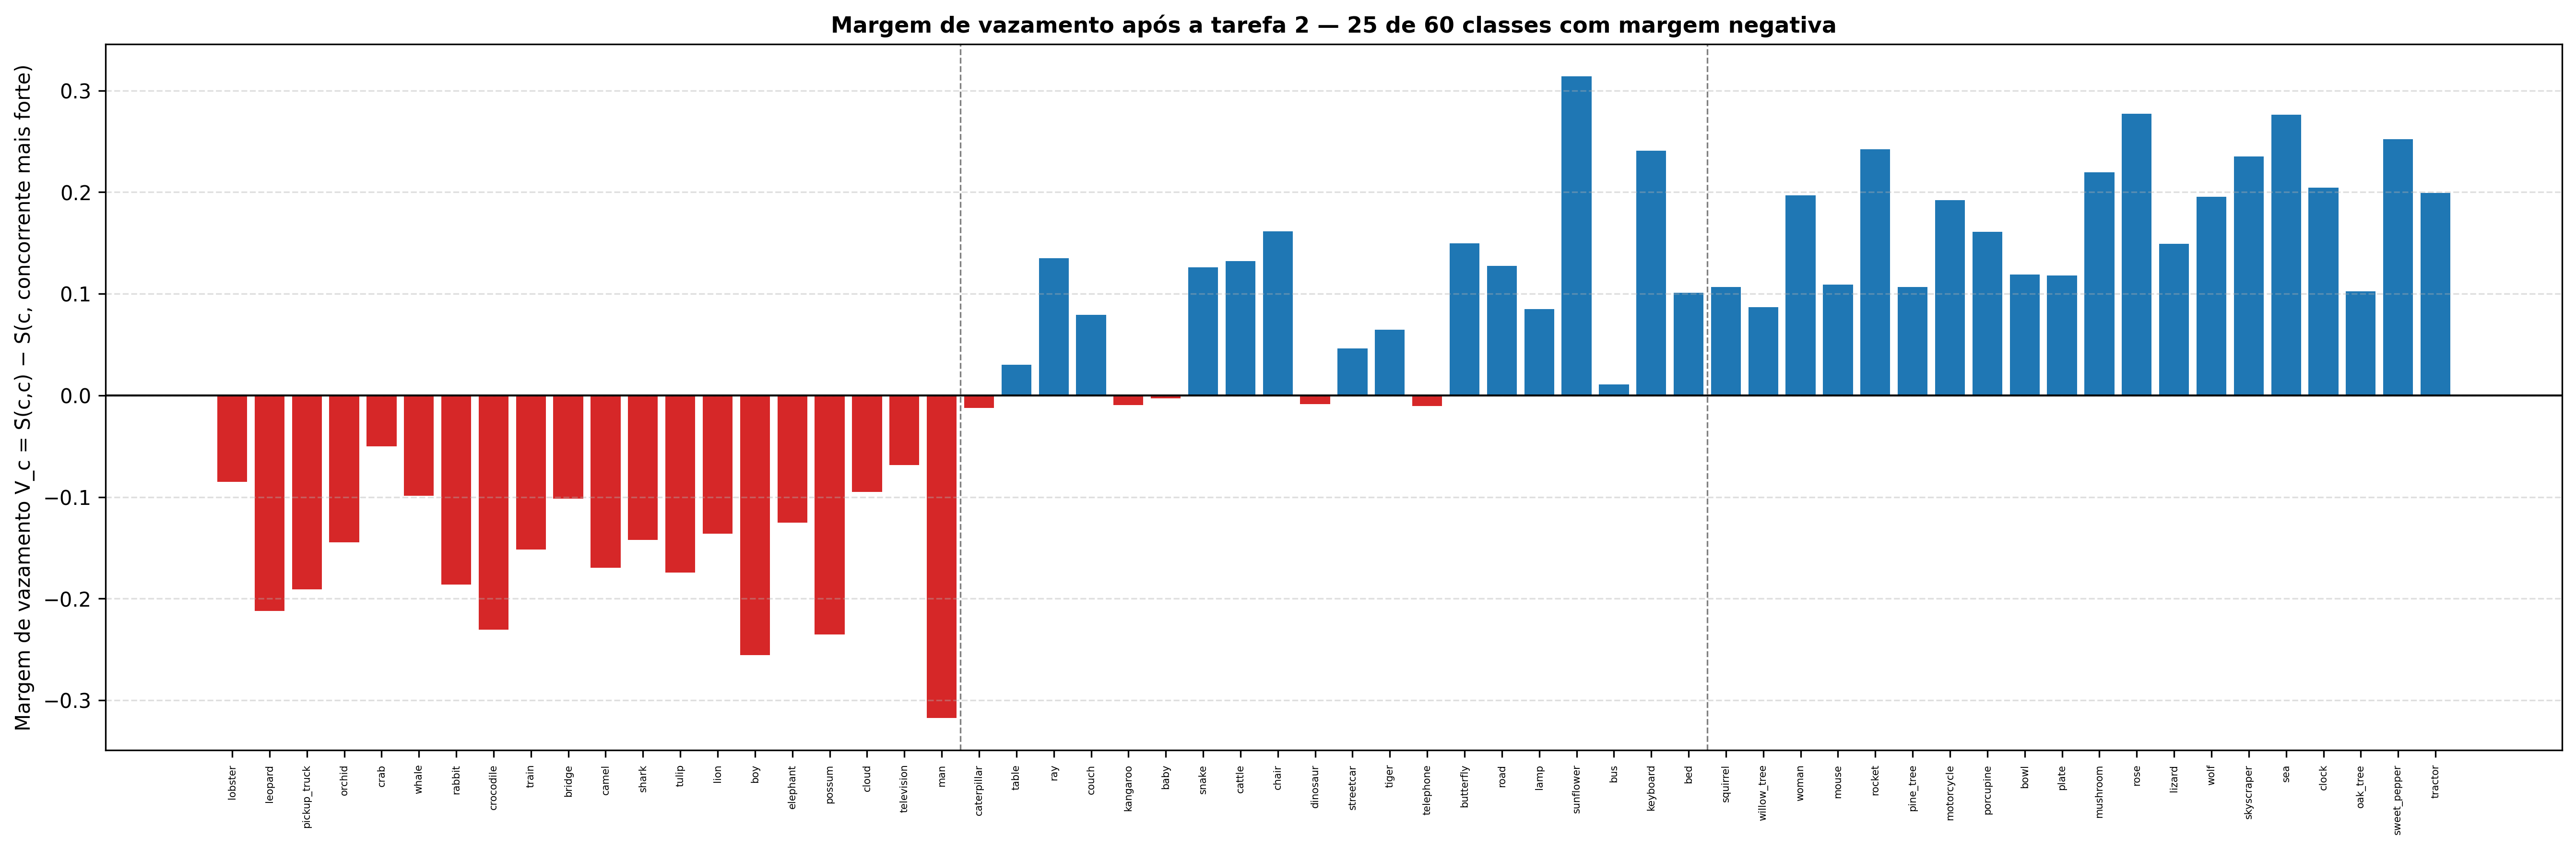 Margem de vazamento após a tarefa 2 — 25 de 60 classes com margem negativa
Margem de vazamento V_c = S(c,c) − S(c, concorrente mais forte)
0.3
0.2
0.1
0.0
−0.1
−0.2
−0.3
lobster
leopard
pickup_truck
orchid
crab
whale
rabbit
crocodile
train
bridge
camel
shark
tulip
lion
boy
elephant
possum
cloud
television
man
caterpillar
table
ray
couch
kangaroo
baby
snake
cattle
chair
dinosaur
streetcar
tiger
telephone
butterfly
road
lamp
sunflower
bus
keyboard
bed
squirrel
willow_tree
woman
mouse
rocket
pine_tree
motorcycle
porcupine
bowl
plate
mushroom
rose
lizard
wolf
skyscraper
sea
clock
oak_tree
sweet_pepper
tractor